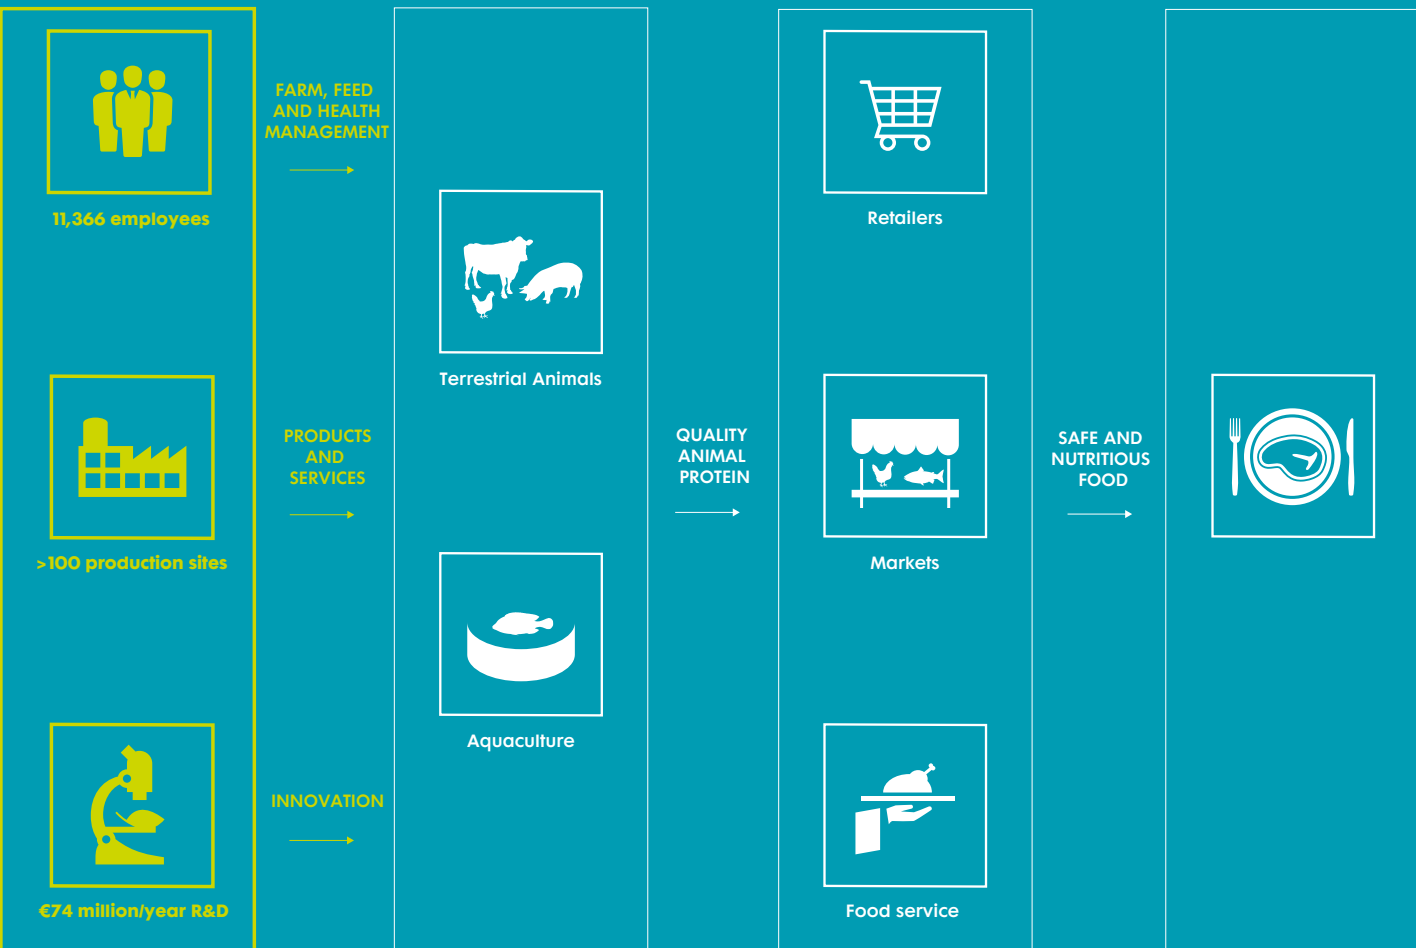 FARM, FEED
AND HEALTH
MANAGEMENT
11,366 employees
Retailers
Terrestrial Animals
PRODUCTS
AND
SERVICES
QUALITY
ANIMAL
PROTEIN
SAFE AND
NUTRITIOUS
FOOD
>100 production sites
Markets
Aquaculture
INNOVATION
€74 million/year R&D
Food service